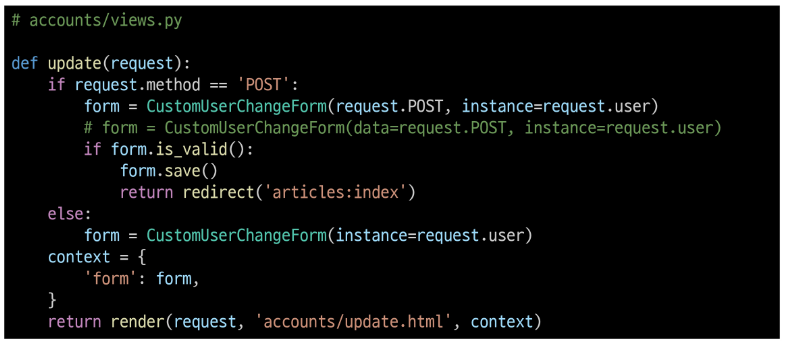 # accounts/views.py
def update(request):
    if request.method == 'POST':
        form = CustomUserChangeForm(request.POST, instance=request.user)
        # form = CustomUserChangeForm(data=request.POST, instance=request.user)
        if form.is_valid():
            form.save()
            return redirect('articles:index')
    else:
        form = CustomUserChangeForm(instance=request.user)
    context = {
        'form': form,
    }
    return render(request, 'accounts/update.html', context)